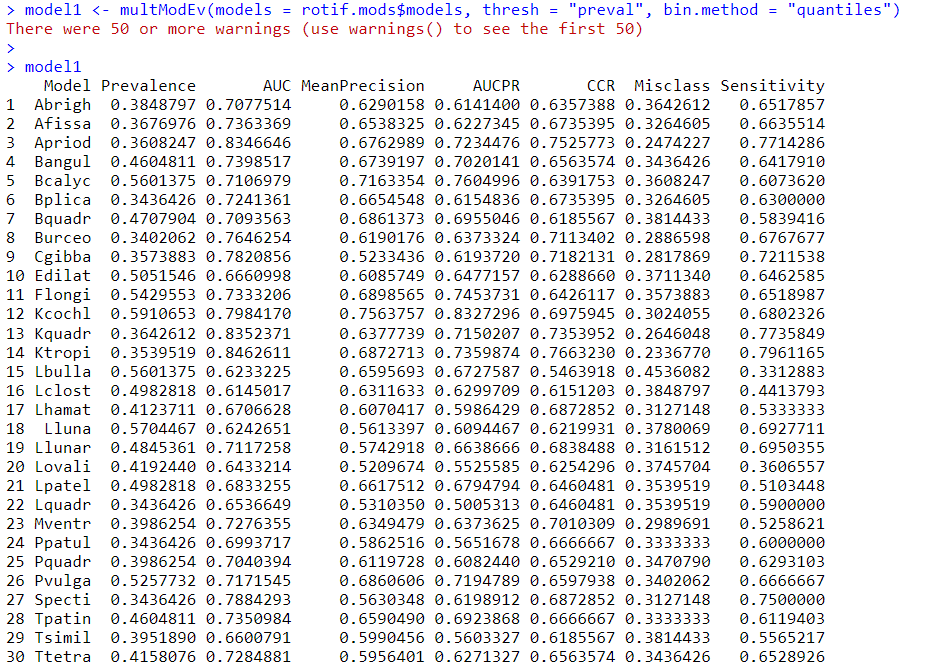 > model1 <- multModEv(models = rotif.mods$models, thresh = "preval", bin.method = "quantiles")
There were 50 or more warnings (use warnings() to see the first 50)
>
> model1
Model Prevalence AUC MeanPrecision AUCPR CCR Misclass Sensitivity
1 Abrigh 0.3848797 0.7077514 0.6290158 0.6141400 0.6357388 0.3642612 0.6517857
2 Afissa 0.3676976 0.7363369 0.6538325 0.6227345 0.6735395 0.3264605 0.6635514
3 Apriod 0.3608247 0.8346646 0.6762989 0.7234476 0.7525773 0.2474227 0.7714286
4 Bangul 0.4604811 0.7398517 0.6739197 0.7020141 0.6563574 0.3436426 0.6417910
5 Bcalyc 0.5601375 0.7106979 0.7163354 0.7604996 0.6391753 0.3608247 0.6073620
6 Bplica 0.3436426 0.7241361 0.6654548 0.6154836 0.6735395 0.3264605 0.6300000
7 Bquadr 0.4707904 0.7093563 0.6861373 0.6955046 0.6185567 0.3814433 0.5839416
8 Burceo 0.3402062 0.7646254 0.6190176 0.6373324 0.7113402 0.2886598 0.6767677
9 Cgibba 0.3573883 0.7820856 0.5233436 0.6193720 0.7182131 0.2817869 0.7211538
10 Edilat 0.5051546 0.6660998 0.6085749 0.6477157 0.6288660 0.3711340 0.6462585
11 Flongi 0.5429553 0.7333206 0.6898565 0.7453731 0.6426117 0.3573883 0.6518987
12 Kcochl 0.5910653 0.7984170 0.7563757 0.8327296 0.6975945 0.3024055 0.6802326
13 Kquadr 0.3642612 0.8352371 0.6377739 0.7150207 0.7353952 0.2646048 0.7735849
14 Ktropi 0.3539519 0.8462611 0.6872713 0.7359874 0.7663230 0.2336770 0.7961165
15 Lbulla 0.5601375 0.6233225 0.6595693 0.6727587 0.5463918 0.4536082 0.3312883
16 Lclost 0.4982818 0.6145017 0.6311633 0.6299709 0.6151203 0.3848797 0.4413793
17 Lhamat 0.4123711 0.6706628 0.6070417 0.5986429 0.6872852 0.3127148 0.5333333
18 Lluna 0.5704467 0.6242651 0.5613397 0.6094467 0.6219931 0.3780069 0.6927711
19 Llunar 0.4845361 0.7117258 0.5742918 0.6638666 0.6838488 0.3161512 0.6950355
20 Lovali 0.4192440 0.6433214 0.5209674 0.5525585 0.6254296 0.3745704 0.3606557
21 Lpatel 0.4982818 0.6833255 0.6617512 0.6794794 0.6460481 0.3539519 0.5103448
22 Lquadr 0.3436426 0.6536649 0.5310350 0.5005313 0.6460481 0.3539519 0.5900000
23 Mventr 0.3986254 0.7276355 0.6349479 0.6373625 0.7010309 0.2989691 0.5258621
24 Ppatul 0.3436426 0.6993717 0.5862516 0.5651678 0.6666667 0.3333333 0.6000000
25 Pquadr 0.3986254 0.7040394 0.6119728 0.6082440 0.6529210 0.3470790 0.6293103
26 Pvulga 0.5257732 0.7171545 0.6860606 0.7194789 0.6597938 0.3402062 0.6666667
27 Specti 0.3436426 0.7884293 0.5630348 0.6198912 0.6872852 0.3127148 0.7500000
28 Tpatin 0.4604811 0.7350984 0.6590490 0.6923868 0.6666667 0.3333333 0.6119403
29 Tsimil 0.3951890 0.6600791 0.5990456 0.5603327 0.6185567 0.3814433 0.5565217
30 Ttetra 0.4158076 0.7284881 0.5956401 0.6271327 0.6563574 0.3436426 0.6528926